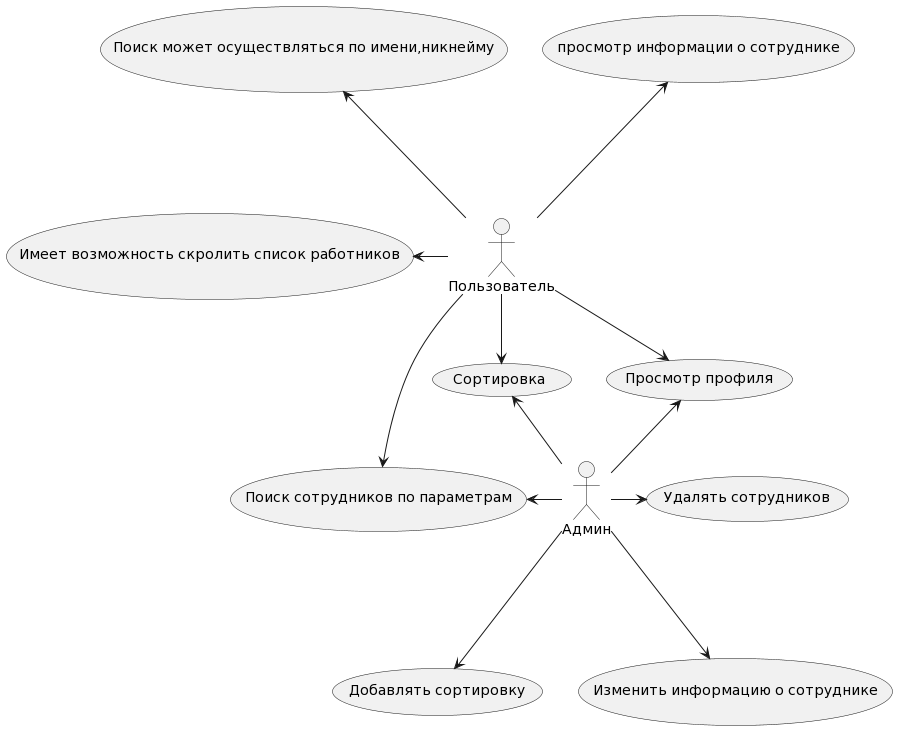 Поиск может осуществляться по имени,никнейму
просмотр информации о сотруднике
Имеет возможность скролить список работников
Пользователь
Сортировка
Просмотр профиля
Поиск сотрудников по параметрам
Удалять сотрудников
Админ
Добавлять сортировку
Изменить информацию о сотруднике